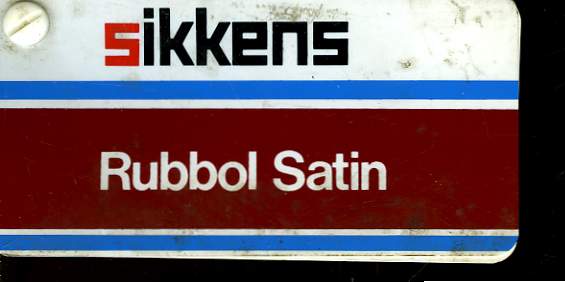 sikkens
Rubbol Satin